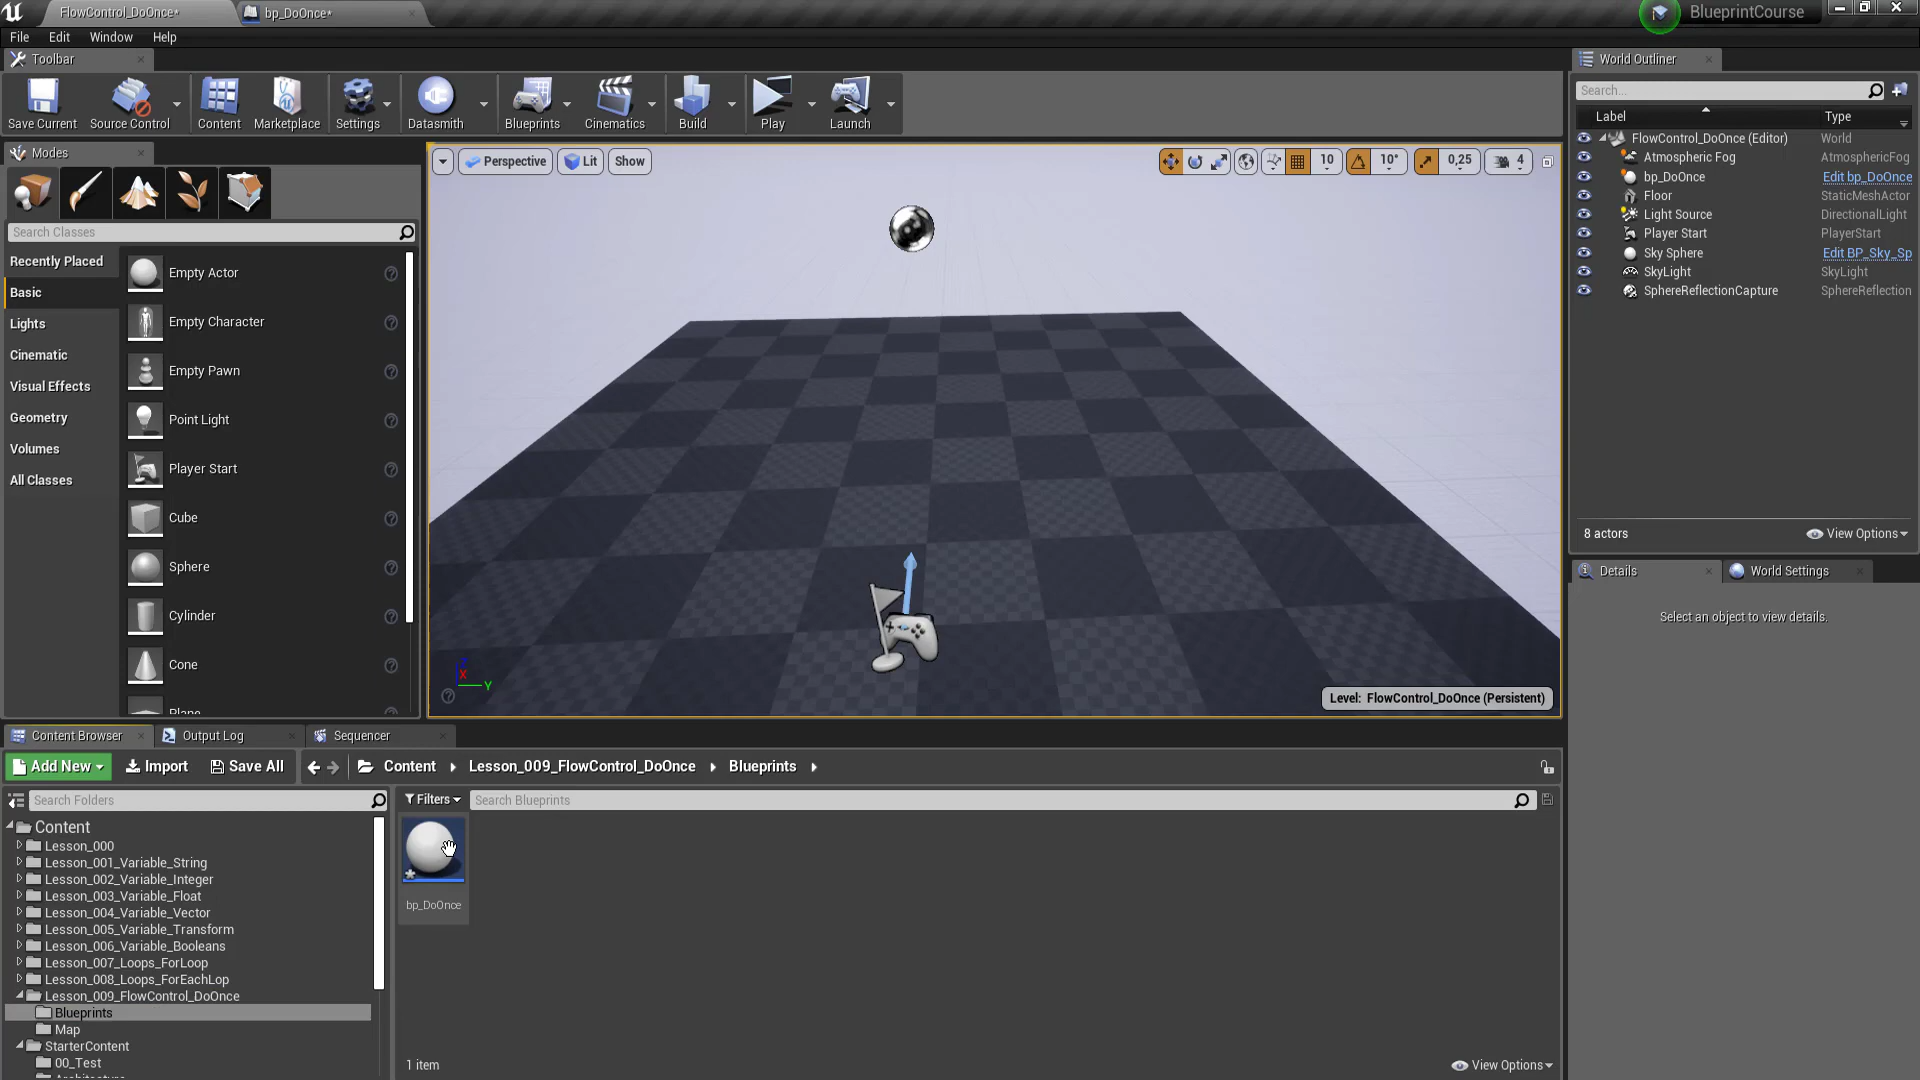 FlowControl_DoOnce*
bp_DoOnce*
BlueprintCourse
File Edit Window Help
Toolbar
Save Current
Source Control
Content
Marketplace
Settings
Datasmith
Blueprints
Cinematics
Build
Play
Launch
Modes
Search Classes
Recently Placed
Basic
Lights
Cinematic
Visual Effects
Geometry
Volumes
All Classes
Empty Actor
Empty Character
Empty Pawn
Point Light
Player Start
Cube
Sphere
Cylinder
Cone
Plane
Perspective Lit Show
10 10° 0,25 4
X
Y
Level: FlowControl_DoOnce (Persistent)
World Outliner
Search...
Label Type
FlowControl_DoOnce (Editor) World
Atmospheric Fog AtmosphericFog
bp_DoOnce Edit bp_DoOnce
Floor StaticMeshActor
Light Source DirectionalLight
Player Start PlayerStart
Sky Sphere Edit BP_Sky_Sp
SkyLight SkyLight
SphereReflectionCapture SphereReflection
8 actors View Options
Details World Settings
Select an object to view details.
Content Browser Output Log Sequencer
Add New Import Save All Content Lesson_009_FlowControl_DoOnce Blueprints
Search Folders
Filters Search Blueprints
Content
Lesson_000
Lesson_001_Variable_String
Lesson_002_Variable_Integer
Lesson_003_Variable_Float
Lesson_004_Variable_Vector
Lesson_005_Variable_Transform
Lesson_006_Variable_Booleans
Lesson_007_Loops_ForLoop
Lesson_008_Loops_ForEachLop
Lesson_009_FlowControl_DoOnce
Blueprints
Map
StarterContent
00_Test
bp_DoOnce
1 item View Options